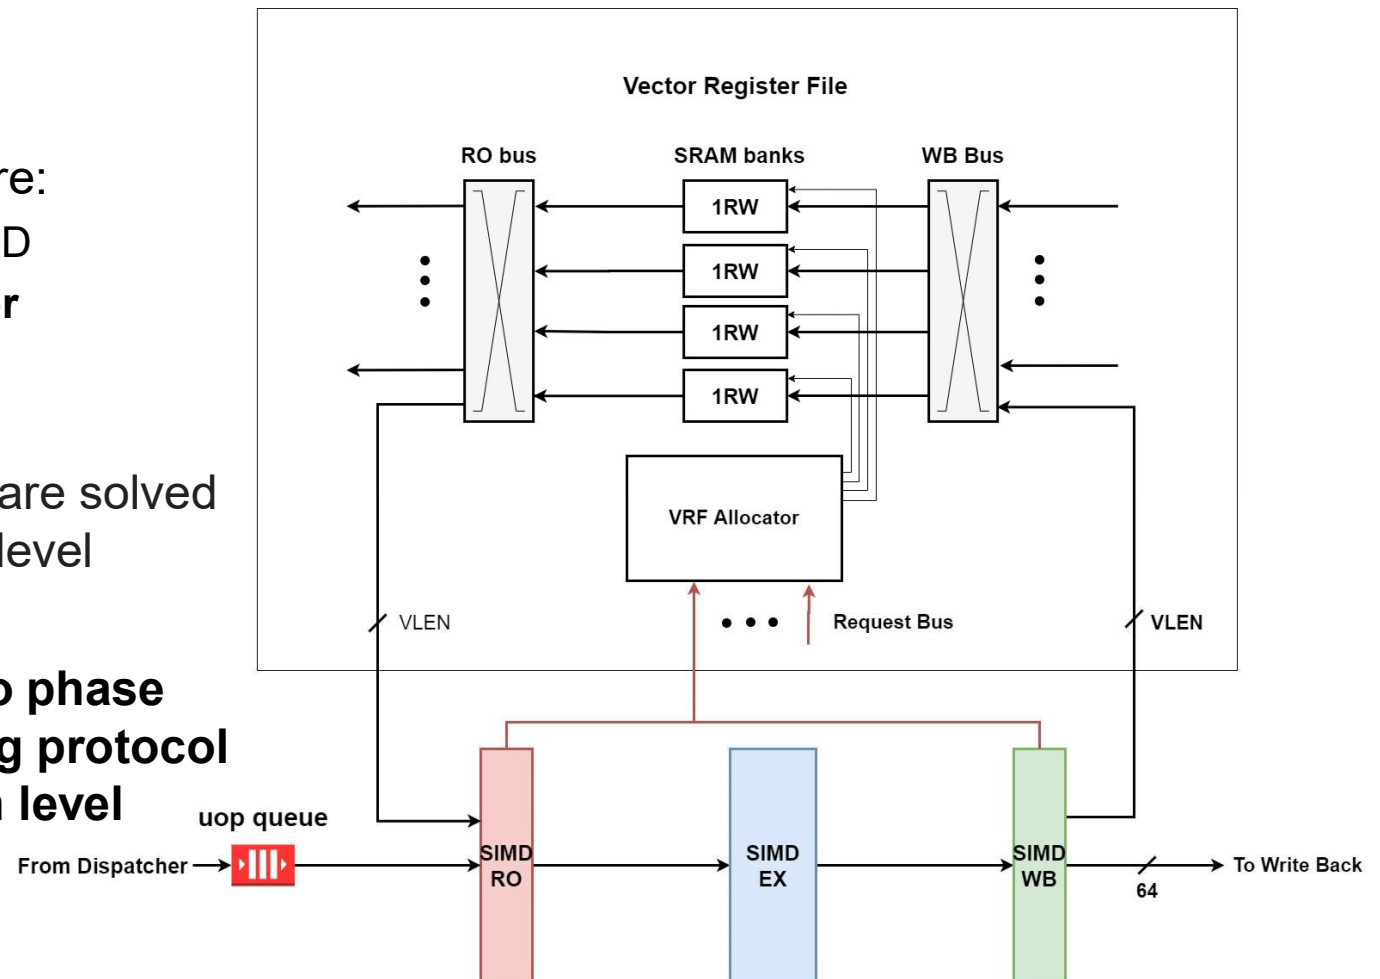 re:
D
r
are solved
level
o phase
g protocol
level
Vector Register File
RO bus
SRAM banks
WB Bus
1RW
1RW
1RW
1RW
VRF Allocator
VLEN
Request Bus
VLEN
uop queue
From Dispatcher
SIMD
RO
SIMD
EX
SIMD
WB
64
To Write Back